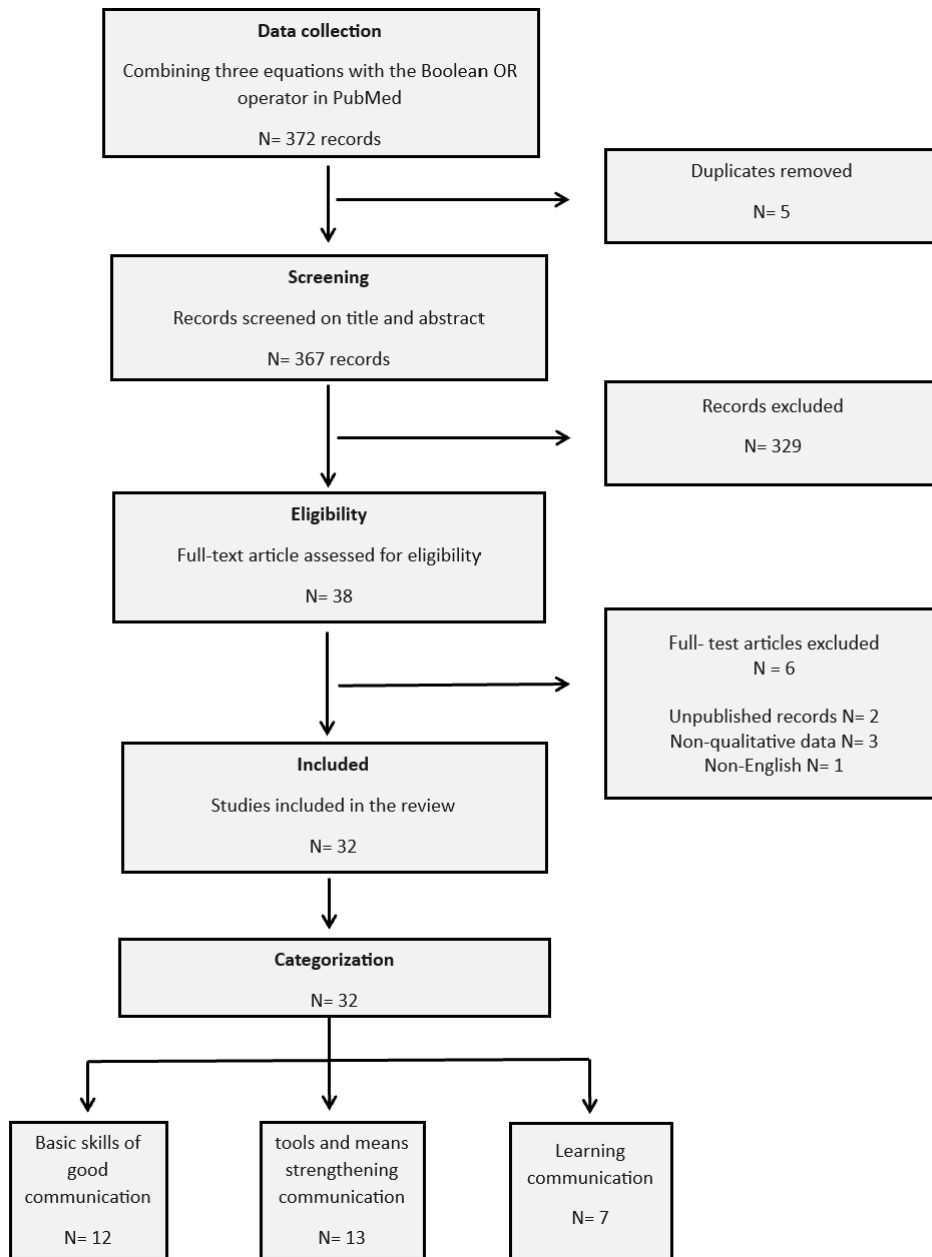 Data collection
Combining three equations with the Boolean OR
operator in PubMed
N= 372 records
Duplicates removed
N= 5
Screening
Records screened on title and abstract
N= 367 records
Records excluded
N= 329
Eligibility
Full-text article assessed for eligibility
N= 38
Full- test articles excluded
N = 6
Unpublished records N= 2
Non-qualitative data N= 3
Non-English N= 1
Included
Studies included in the review
N= 32
Categorization
N= 32
Basic skills of
good
communication
N= 12
tools and means
strengthening
communication
N= 13
Learning
communication
N= 7